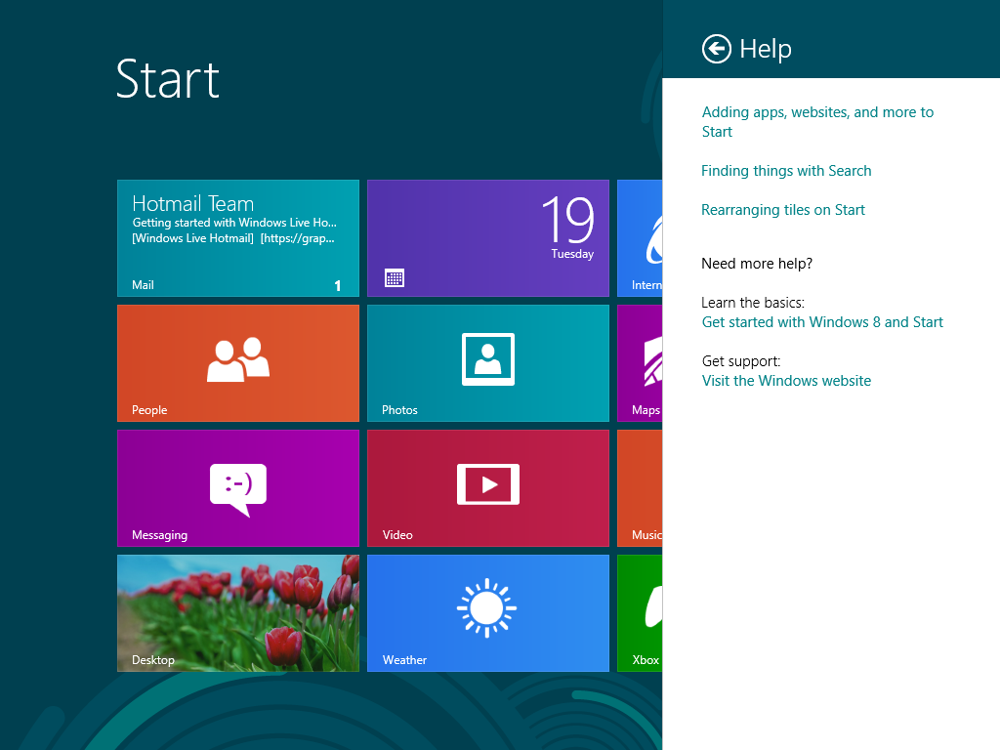 Start
Hotmail Team
Getting started with Windows Live Ho...
[Windows Live Hotmail]  [https://grap...
Mail
1
19
Tuesday
Intern
People
Photos
Maps
Messaging
:-)
Video
Music
Desktop
Weather
Xbox
Help
Adding apps, websites, and more to
Start
Finding things with Search
Rearranging tiles on Start
Need more help?
Learn the basics:
Get started with Windows 8 and Start
Get support:
Visit the Windows website